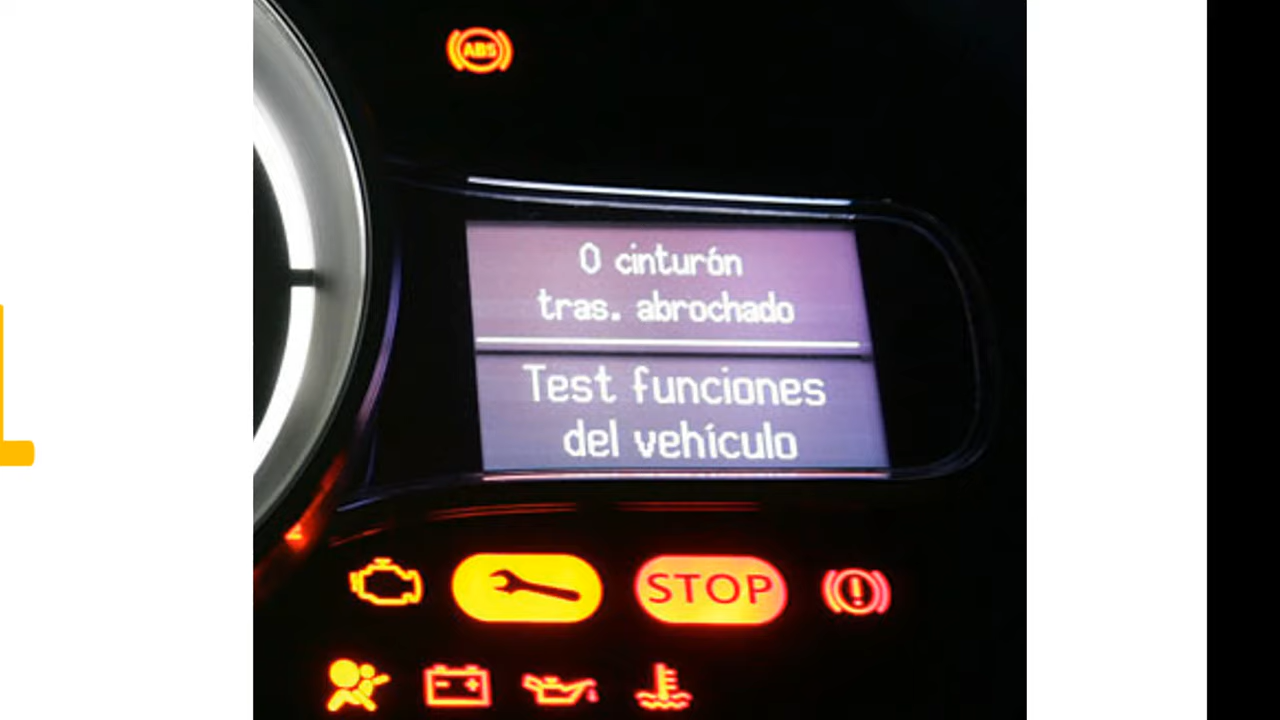 ABS
0 cinturón
tras. abrochado
Test funciones
del vehículo
STOP